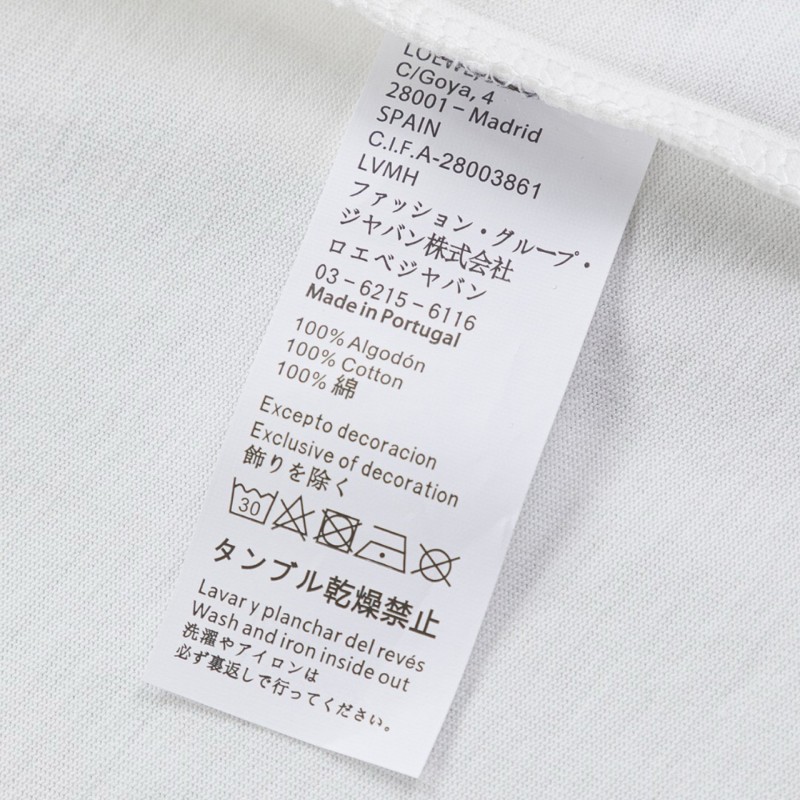 LOEWE,
C/Goya, 4
28001 – Madrid
SPAIN
C.I.F.A-28003861
LVMH
ファッション・グループ・
ジャバン株式会社
ロエベジャバン
03 – 6215 – 6116
Made in Portugal
100% Algodón
100% Cotton
100% 綿
Excepto decoracion
Exclusive of decoration
飾りを除く
30
タンブル乾燥禁止
Lavar y planchar del revés
Wash and iron inside out
洗濯やアイロンは
必ず裏返しで行ってください。